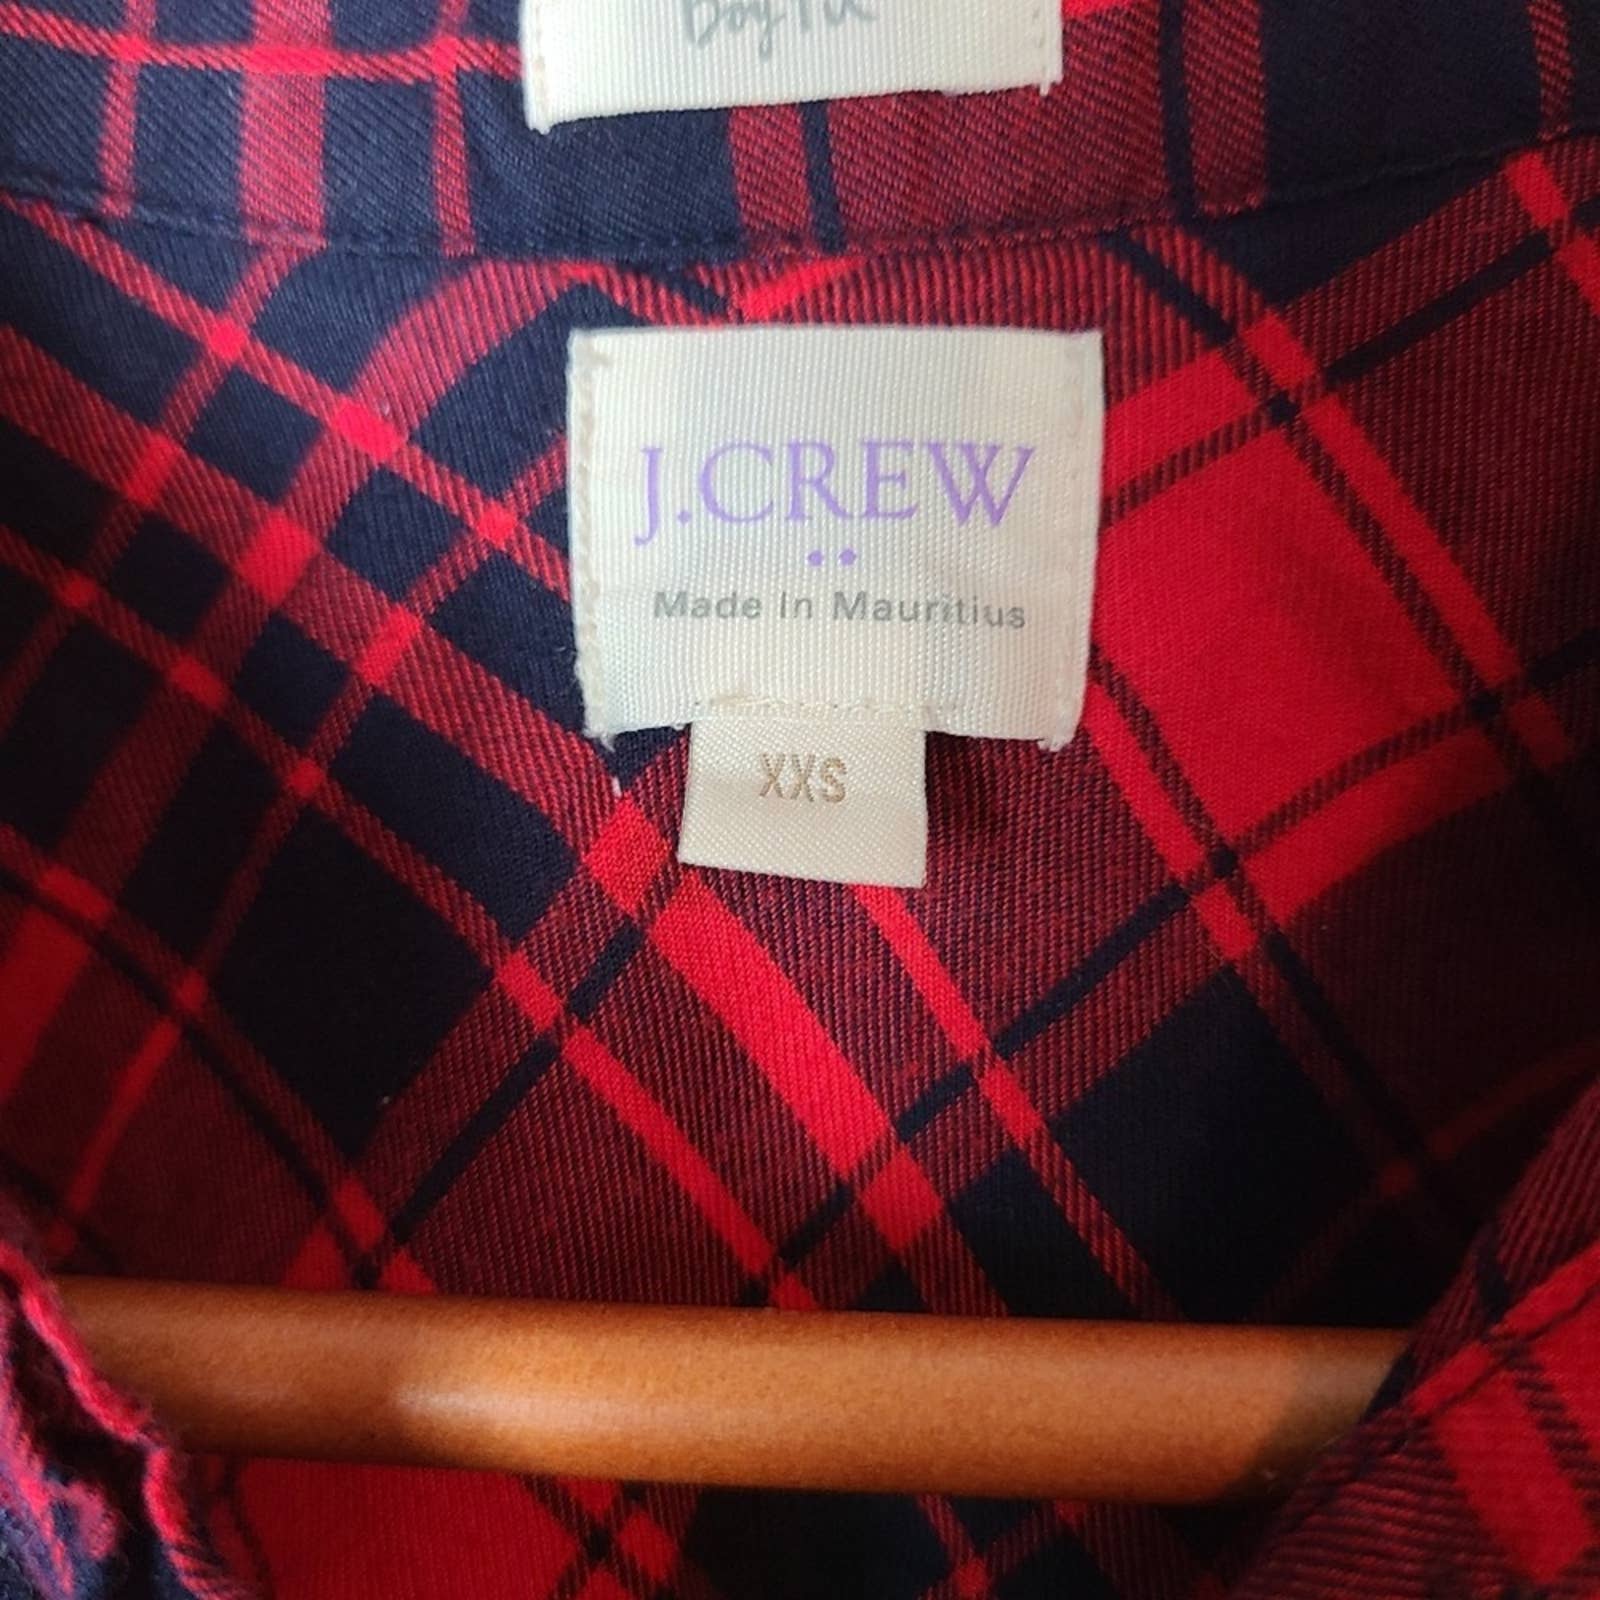 Boy Fit
J.CREW
Made In Mauritius
XXS